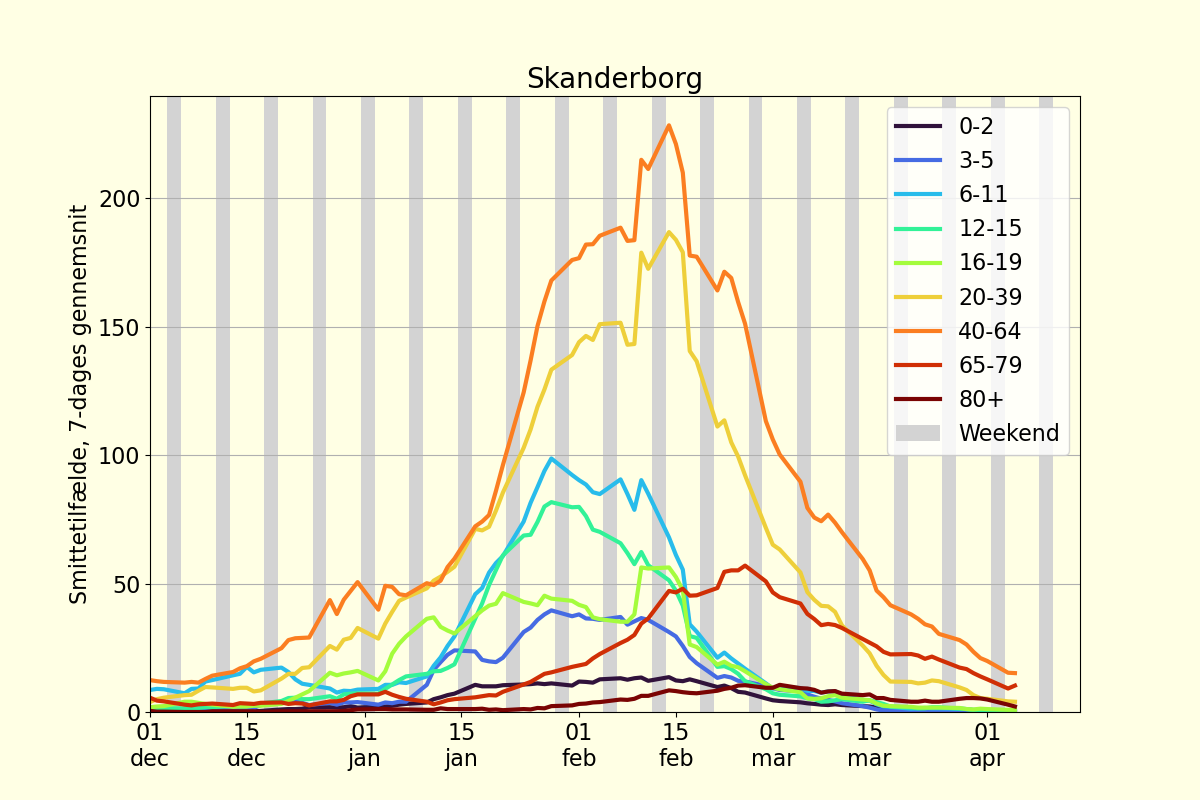 Skanderborg
Smittetilfælde, 7-dages gennemsnit
200
150
100
50
0
01 15 01 15 01 15 01 15 01
dec dec jan jan feb feb mar mar apr
0-2
3-5
6-11
12-15
16-19
20-39
40-64
65-79
80+
Weekend